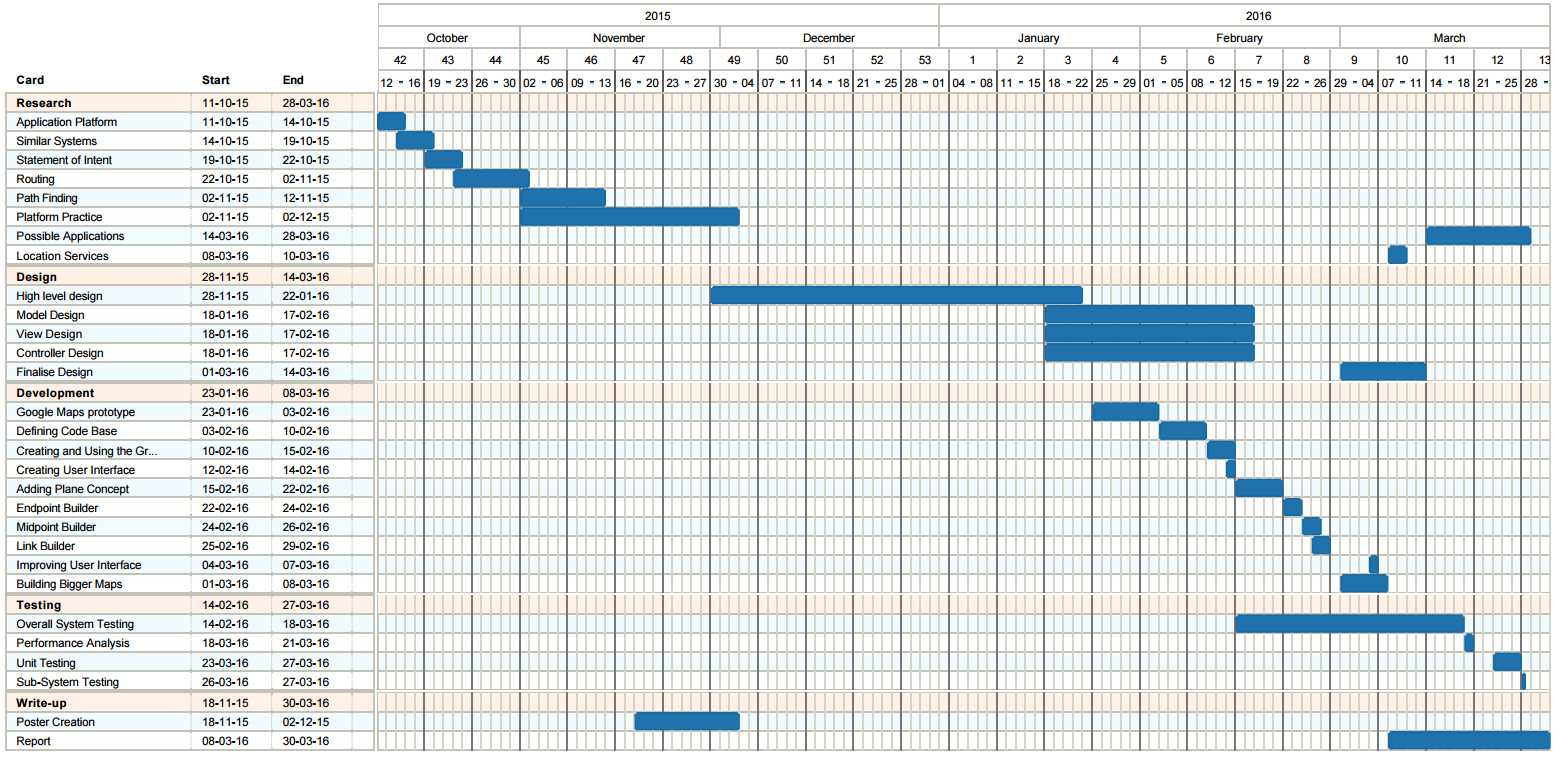 2015 2016
October November December January February March
42 43 44 45 46 47 48 49 50 51 52 53 1 2 3 4 5 6 7 8 9 10 11 12 13
Card Start End 12 - 16 19 - 23 26 - 30 02 - 06 09 - 13 16 - 20 23 - 27 30 - 04 07 - 11 14 - 18 21 - 25 28 - 01 04 - 08 11 - 15 18 - 22 25 - 29 01 - 05 08 - 12 15 - 19 22 - 26 29 - 04 07 - 11 14 - 18 21 - 25 28 -
Research 11-10-15 28-03-16
Application Platform 11-10-15 14-10-15
Similar Systems 14-10-15 19-10-15
Statement of Intent 19-10-15 22-10-15
Routing 22-10-15 02-11-15
Path Finding 02-11-15 12-11-15
Platform Practice 02-11-15 02-12-15
Possible Applications 14-03-16 28-03-16
Location Services 08-03-16 10-03-16
Design 28-11-15 14-03-16
High level design 28-11-15 22-01-16
Model Design 18-01-16 17-02-16
View Design 18-01-16 17-02-16
Controller Design 18-01-16 17-02-16
Finalise Design 01-03-16 14-03-16
Development 23-01-16 08-03-16
Google Maps prototype 23-01-16 03-02-16
Defining Code Base 03-02-16 10-02-16
Creating and Using the Gr... 10-02-16 15-02-16
Creating User Interface 12-02-16 14-02-16
Adding Plane Concept 15-02-16 22-02-16
Endpoint Builder 22-02-16 24-02-16
Midpoint Builder 24-02-16 26-02-16
Link Builder 25-02-16 29-02-16
Improving User Interface 04-03-16 07-03-16
Building Bigger Maps 01-03-16 08-03-16
Testing 14-02-16 27-03-16
Overall System Testing 14-02-16 18-03-16
Performance Analysis 18-03-16 21-03-16
Unit Testing 23-03-16 27-03-16
Sub-System Testing 26-03-16 27-03-16
Write-up 18-11-15 30-03-16
Poster Creation 18-11-15 02-12-15
Report 08-03-16 30-03-16